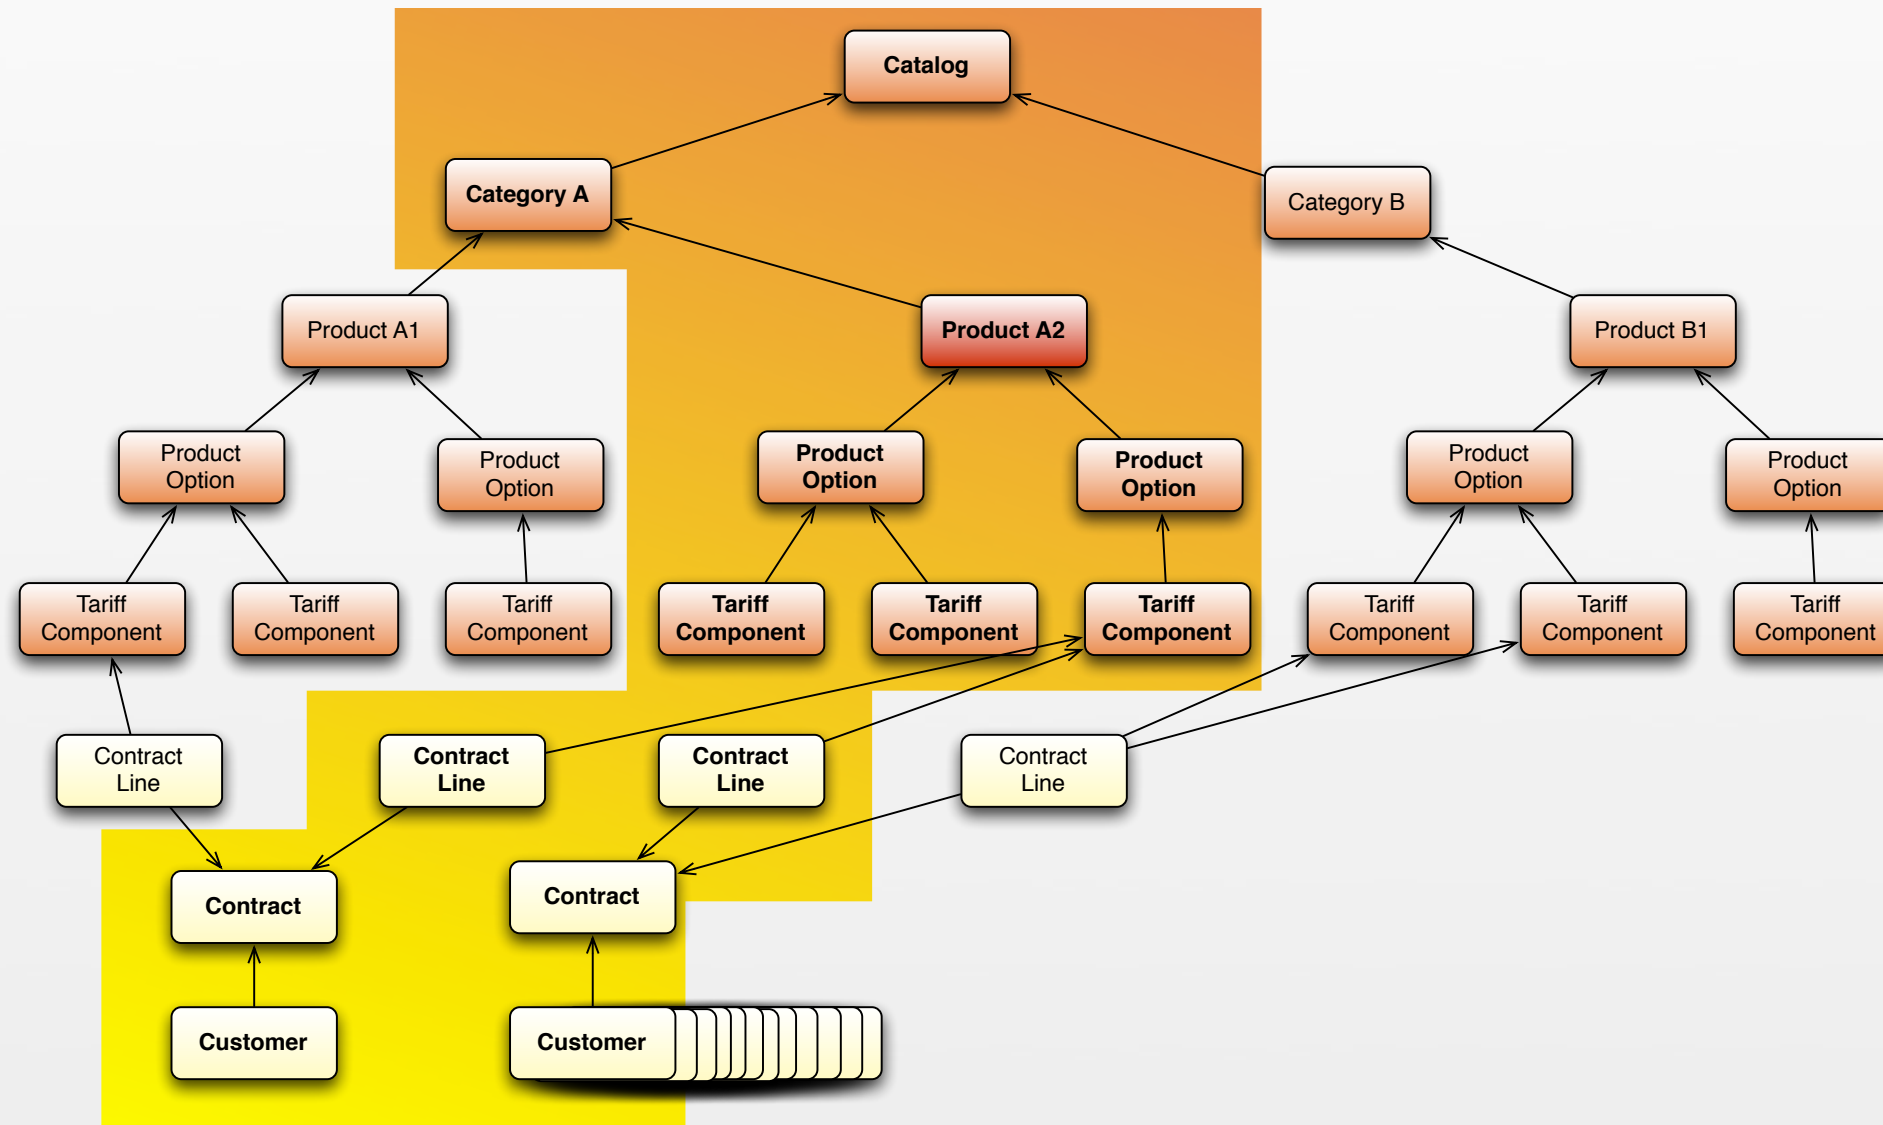 Catalog
Category A
Category B
Product A1
Product A2
Product B1
Product
Option
Product
Option
Product
Option
Product
Option
Product
Option
Product
Option
Tariff
Component
Tariff
Component
Tariff
Component
Tariff
Component
Tariff
Component
Tariff
Component
Tariff
Component
Tariff
Component
Tariff
Component
Contract
Line
Contract
Line
Contract
Line
Contract
Line
Contract
Contract
Customer
Customer